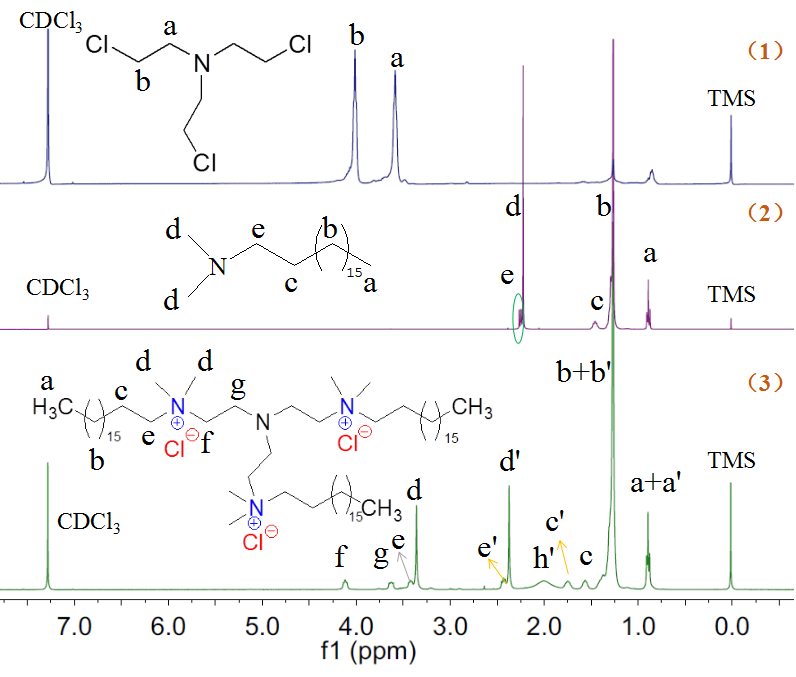 CDCl3
a
Cl
Cl
N
b
Cl
b
a
(1)
TMS
d
e
(b)
N
15
c
a
d
CDCl3
d
e
c
b
a
(2)
TMS
d
d
g
a
c
H3C
15
N
⊕
N
N
⊕
15
CH3
e
Cl⊖
f
Cl⊖
b
N
⊕
15
CH3
Cl⊖
CDCl3
f
g
e
d
e'
d'
h'
c'
c
b+b'
a+a'
(3)
TMS
7.0 6.0 5.0 4.0 3.0 2.0 1.0 0.0
f1 (ppm)